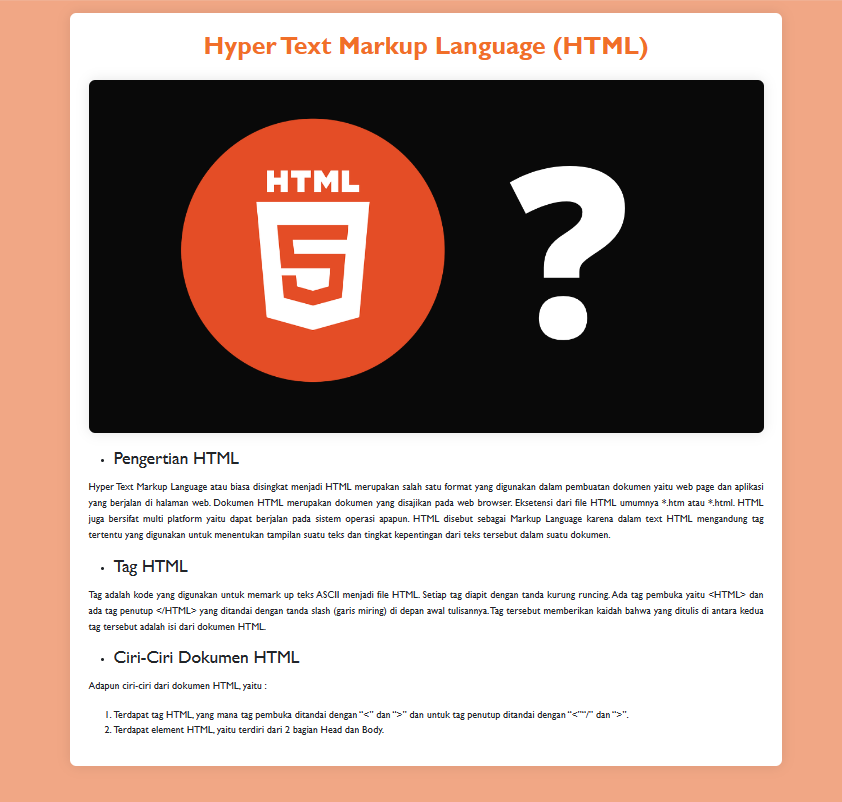 Hyper Text Markup Language (HTML)
HTML
5
?
• Pengertian HTML
Hyper Text Markup Language atau biasa disingkat menjadi HTML merupakan salah satu format yang digunakan dalam pembuatan dokumen yaitu web page dan aplikasi
yang berjalan di halaman web. Dokumen HTML merupakan dokumen yang disajikan pada web browser. Eksetensi dari file HTML umumnya *.htm atau *.html. HTML
juga bersifat multi platform yaitu dapat berjalan pada sistem operasi apapun. HTML disebut sebagai Markup Language karena dalam text HTML mengandung tag
tertentu yang digunakan untuk menentukan tampilan suatu teks dan tingkat kepentingan dari teks tersebut dalam suatu dokumen.
• Tag HTML
Tag adalah kode yang digunakan untuk memark up teks ASCII menjadi file HTML. Setiap tag diapit dengan tanda kurung runcing. Ada tag pembuka yaitu <HTML> dan
ada tag penutup </HTML> yang ditandai dengan tanda slash (garis miring) di depan awal tulisannya. Tag tersebut memberikan kaidah bahwa yang ditulis di antara kedua
tag tersebut adalah isi dari dokumen HTML.
• Ciri-Ciri Dokumen HTML
Adapun ciri-ciri dari dokumen HTML, yaitu :
1. Terdapat tag HTML, yang mana tag pembuka ditandai dengan “<” dan “>” dan untuk tag penutup ditandai dengan “<”“/” dan “>”.
2. Terdapat element HTML, yaitu terdiri dari 2 bagian Head dan Body.